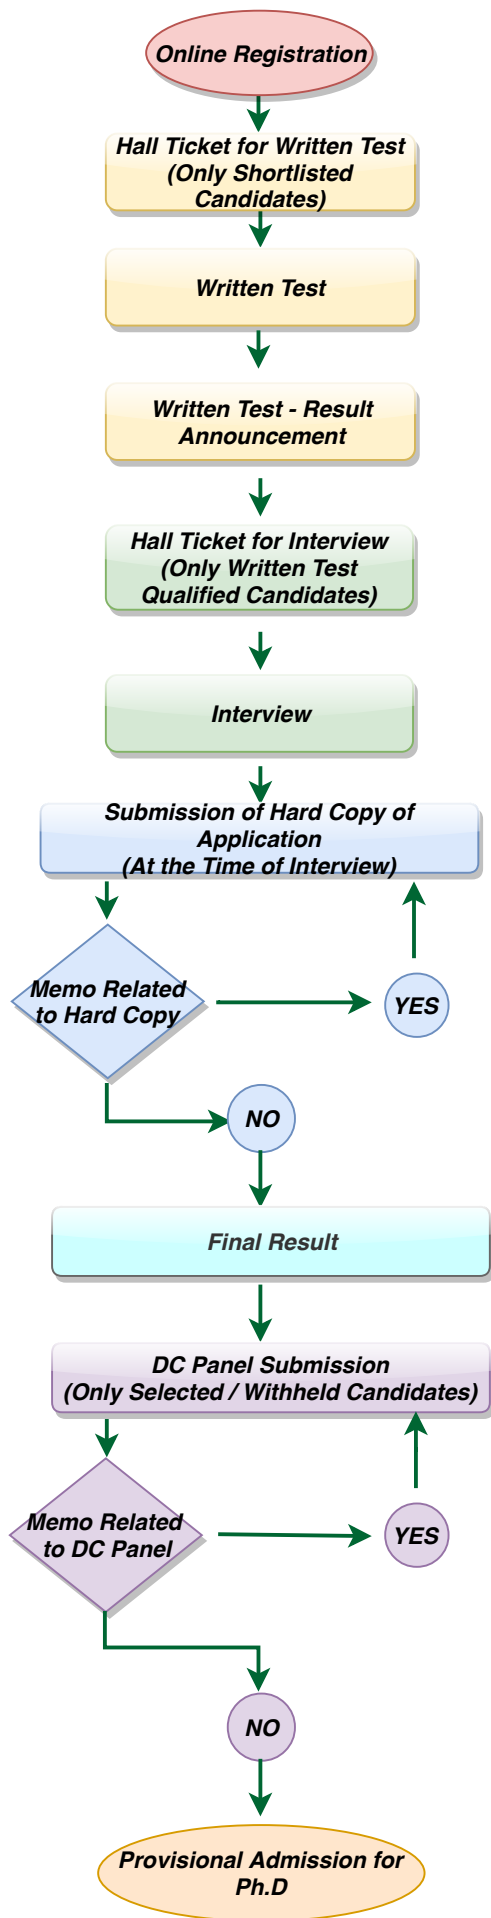 Online Registration
Hall Ticket for Written Test
(Only Shortlisted
Candidates)
Written Test
Written Test - Result
Announcement
Hall Ticket for Interview
(Only Written Test
Qualified Candidates)
Interview
Submission of Hard Copy of
Application
(At the Time of Interview)
Memo Related
to Hard Copy
YES
NO
Final Result
DC Panel Submission
(Only Selected / Withheld Candidates)
Memo Related
to DC Panel
YES
NO
Provisional Admission for
Ph.D